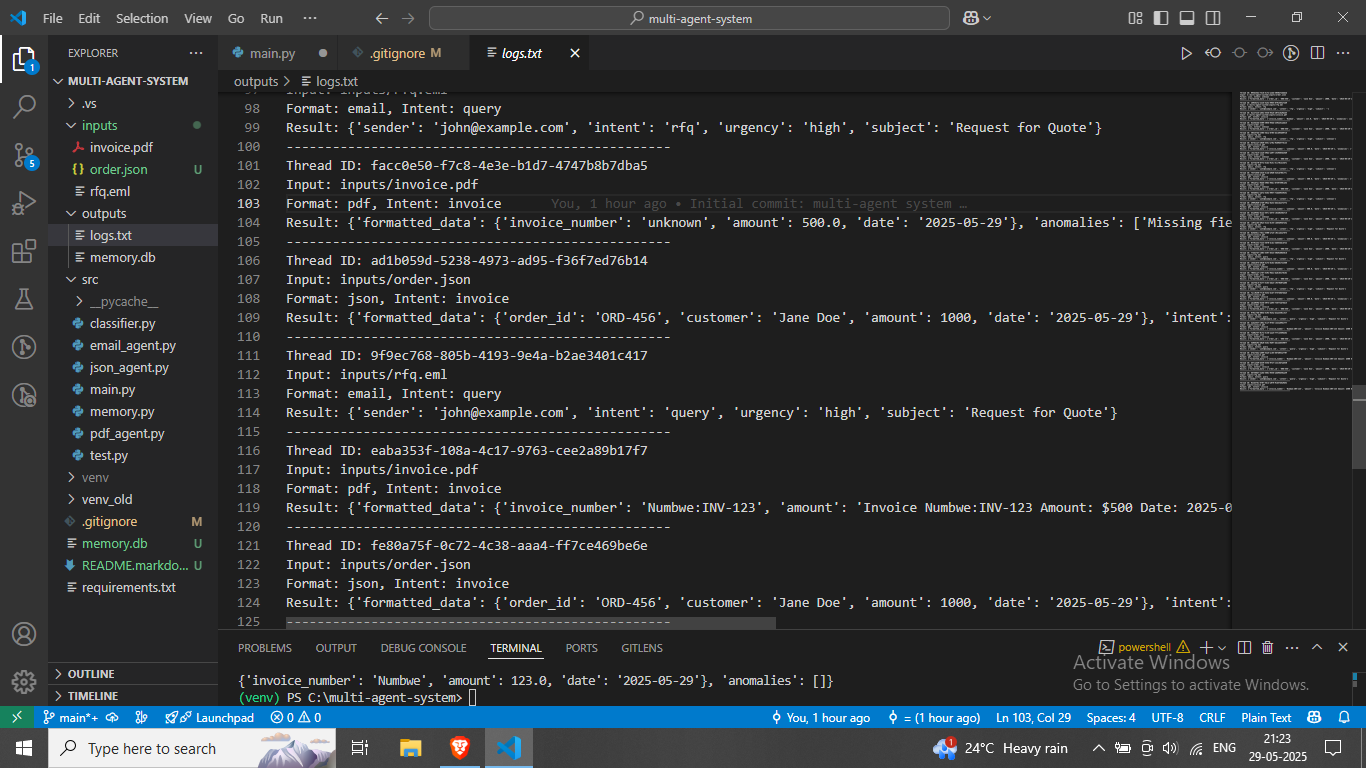 File Edit Selection View Go Run ··· multi-agent-system
EXPLORER ···
MULTI-AGENT-SYSTEM
.vs
inputs
invoice.pdf
order.json U
rfq.eml
outputs
logs.txt
memory.db
src
__pycache__
classifier.py
email_agent.py
json_agent.py
main.py
memory.py
pdf_agent.py
test.py
venv
venv_old
.gitignore M
memory.db U
README.markdo... U
requirements.txt
OUTLINE
TIMELINE
1
5
main.py .gitignore M logs.txt
outputs > logs.txt
97 Input: inputs/rfq.eml
98 Format: email, Intent: query
99 Result: {'sender': 'john@example.com', 'intent': 'rfq', 'urgency': 'high', 'subject': 'Request for Quote'}
100 --------------------------------------------------
101 Thread ID: facc0e50-f7c8-4e3e-b1d7-4747b8b7dba5
102 Input: inputs/invoice.pdf
103 Format: pdf, Intent: invoice You, 1 hour ago • Initial commit: multi-agent system …
104 Result: {'formatted_data': {'invoice_number': 'unknown', 'amount': 500.0, 'date': '2025-05-29'}, 'anomalies': ['Missing fie
105 --------------------------------------------------
106 Thread ID: ad1b059d-5238-4973-ad95-f36f7ed76b14
107 Input: inputs/order.json
108 Format: json, Intent: invoice
109 Result: {'formatted_data': {'order_id': 'ORD-456', 'customer': 'Jane Doe', 'amount': 1000, 'date': '2025-05-29'}, 'intent':
110 --------------------------------------------------
111 Thread ID: 9f9ec768-805b-4193-9e4a-b2ae3401c417
112 Input: inputs/rfq.eml
113 Format: email, Intent: query
114 Result: {'sender': 'john@example.com', 'intent': 'query', 'urgency': 'high', 'subject': 'Request for Quote'}
115 --------------------------------------------------
116 Thread ID: eaba353f-108a-4c17-9763-cee2a89b17f7
117 Input: inputs/invoice.pdf
118 Format: pdf, Intent: invoice
119 Result: {'formatted_data': {'invoice_number': 'Numbwe:INV-123', 'amount': 'Invoice Numbwe:INV-123 Amount: $500 Date: 2025-0
120 --------------------------------------------------
121 Thread ID: fe80a75f-0c72-4c38-aaa4-ff7ce469be6e
122 Input: inputs/order.json
123 Format: json, Intent: invoice
124 Result: {'formatted_data': {'order_id': 'ORD-456', 'customer': 'Jane Doe', 'amount': 1000, 'date': '2025-05-29'}, 'intent':
125 --------------------------------------------------
PROBLEMS OUTPUT DEBUG CONSOLE TERMINAL PORTS GITLENS powershell
{'invoice_number': 'Numbwe', 'amount': 123.0, 'date': '2025-05-29'}, 'anomalies': []}
(venv) PS C:\multi-agent-system>
Activate Windows
Go to Settings to activate Windows.
main*+ Launchpad 0 0 You, 1 hour ago = (1 hour ago) Ln 103, Col 29 Spaces: 4 UTF-8 CRLF Plain Text
Type here to search 1 24°C Heavy rain ENG 21:23
29-05-2025